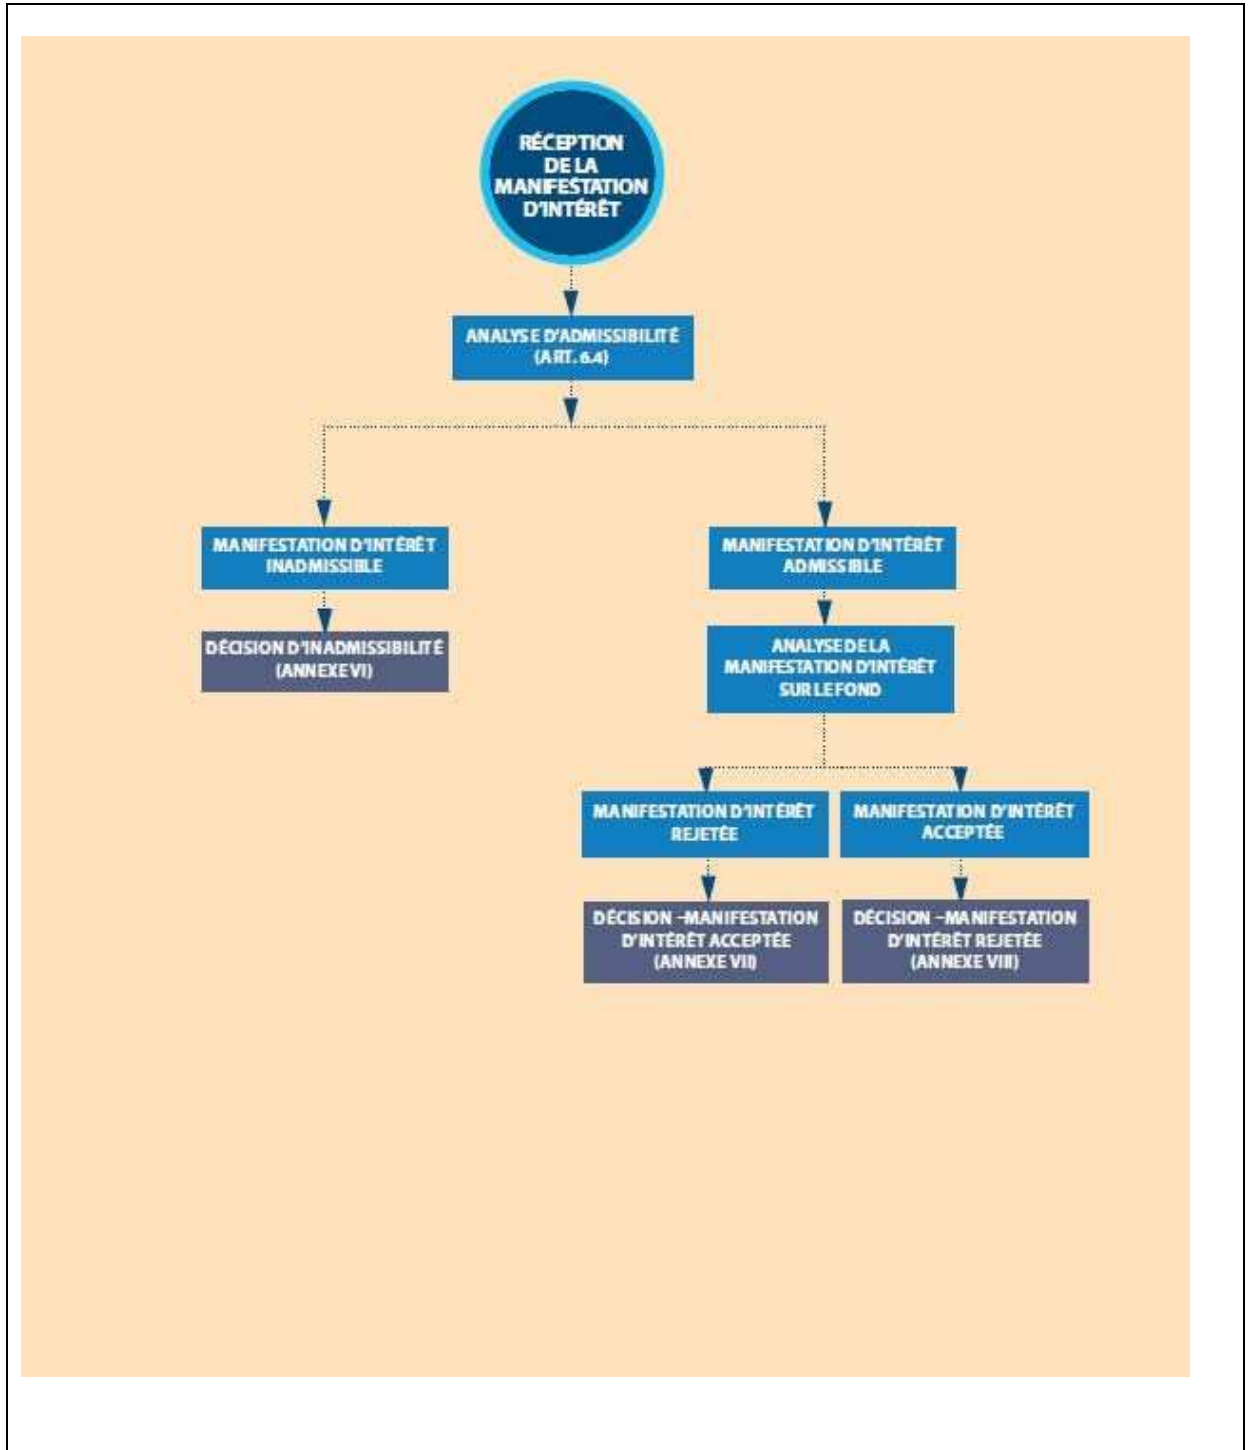 RÉCEPTION
DE LA
MANIFESTATION
D'INTÉRÊT
ANALYSE D'ADMISSIBILITÉ
(ART. 6.4)
MANIFESTATION D'INTÉRÊT
INADMISSIBLE
MANIFESTATION D'INTÉRÊT
ADMISSIBLE
DÉCISION D'INADMISSIBILITÉ
(ANNEXE VI)
ANALYSE DE LA
MANIFESTATION D'INTÉRÊT
SUR LE FOND
MANIFESTATION D'INTÉRÊT
REJETÉE
MANIFESTATION D'INTÉRÊT
ACCEPTÉE
DÉCISION –MANIFESTATION
D'INTÉRÊT ACCEPTÉE
(ANNEXE VII)
DÉCISION –MANIFESTATION
D'INTÉRÊT REJETÉE
(ANNEXE VIII)